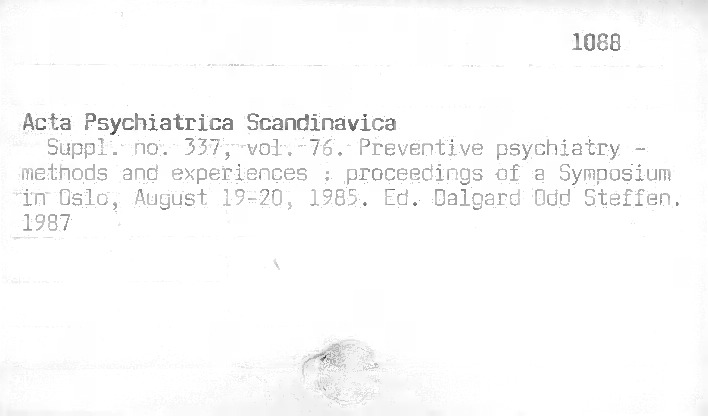 1088
Acta Psychiatrica Scandinavica
Suppl. no. 337, vol. 76. Preventive psychiatry -
methods and experiences : proceedings of a Symposium
in Oslo, August 19-20, 1985. Ed. Dalgard Odd Steffen.
1987